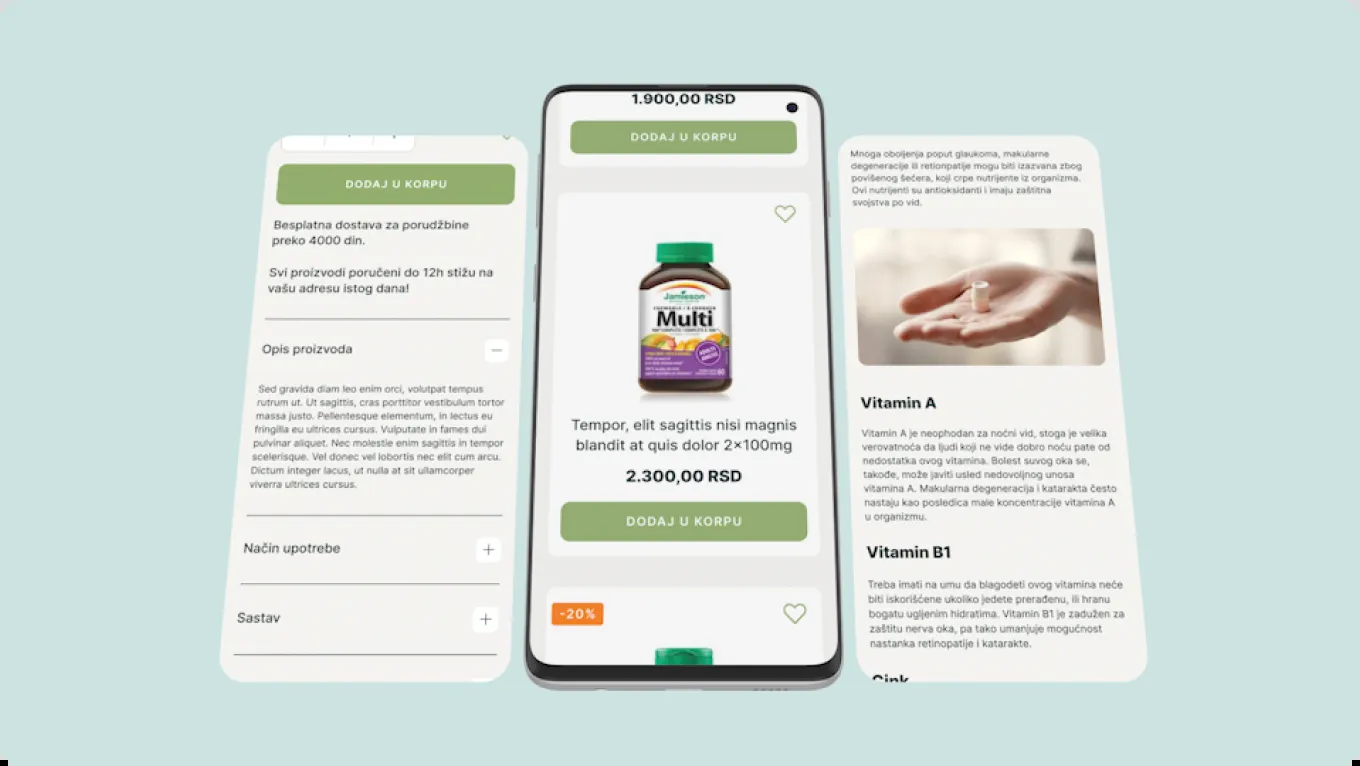 DODAJ U KORPU
Besplatna dostava za porudžbine
preko 4000 din.
Svi proizvodi poručeni do 12h stižu na
vašu adresu istog dana!
Opis proizvoda
Sed gravida diam leo enim orci, volutpat tempus
rutrum ut. Ut sagittis, cras porttitor vestibulum tortor
massa justo. Pellentesque elementum, in lectus eu
fringilla eu ultrices cursus. Vulputate in fames dui
pulvinar aliquet. Nec molestie enim sagittis in tempor
scelerisque. Vel donec vel lobortis nec elit cum arcu.
Dictum integer lacus, ut nulla at sit ullamcorper
viverra ultrices cursus.
Način upotrebe
Sastav
1.900,00 RSD
DODAJ U KORPU
Jamieson
Multi
Tempor, elit sagittis nisi magnis
blandit at quis dolor 2×100mg
2.300,00 RSD
DODAJ U KORPU
-20%
Mnoga oboljenja poput glaukoma, makularne
degeneracije ili retionpatije mogu biti izazvana zbog
povišenog šećera, koji crpe nutrijente iz organizma.
Ovi nutrijenti su antioksidanti i imaju zaštitna
svojstva po vid.
Vitamin A
Vitamin A je neophodan za noćni vid, stoga je velika
verovatnoća da ljudi koji ne vide dobro noću pate od
nedostatka ovog vitamina. Bolest suvog oka se,
takođe, može javiti usled nedovoljnog unosa
vitamina A. Makularna degeneracija i katarakta često
nastaju kao posledica male koncentracije vitamina A
u organizmu.
Vitamin B1
Treba imati na umu da blagodeti ovog vitamina neće
biti iskorišćene ukoliko jedete prerađenu, ili hranu
bogatu ugljenim hidratima. Vitamin B1 je zadužen za
zaštitu nerva oka, pa tako umanjuje mogućnost
nastanka retinopatije i katarakte.
Cink